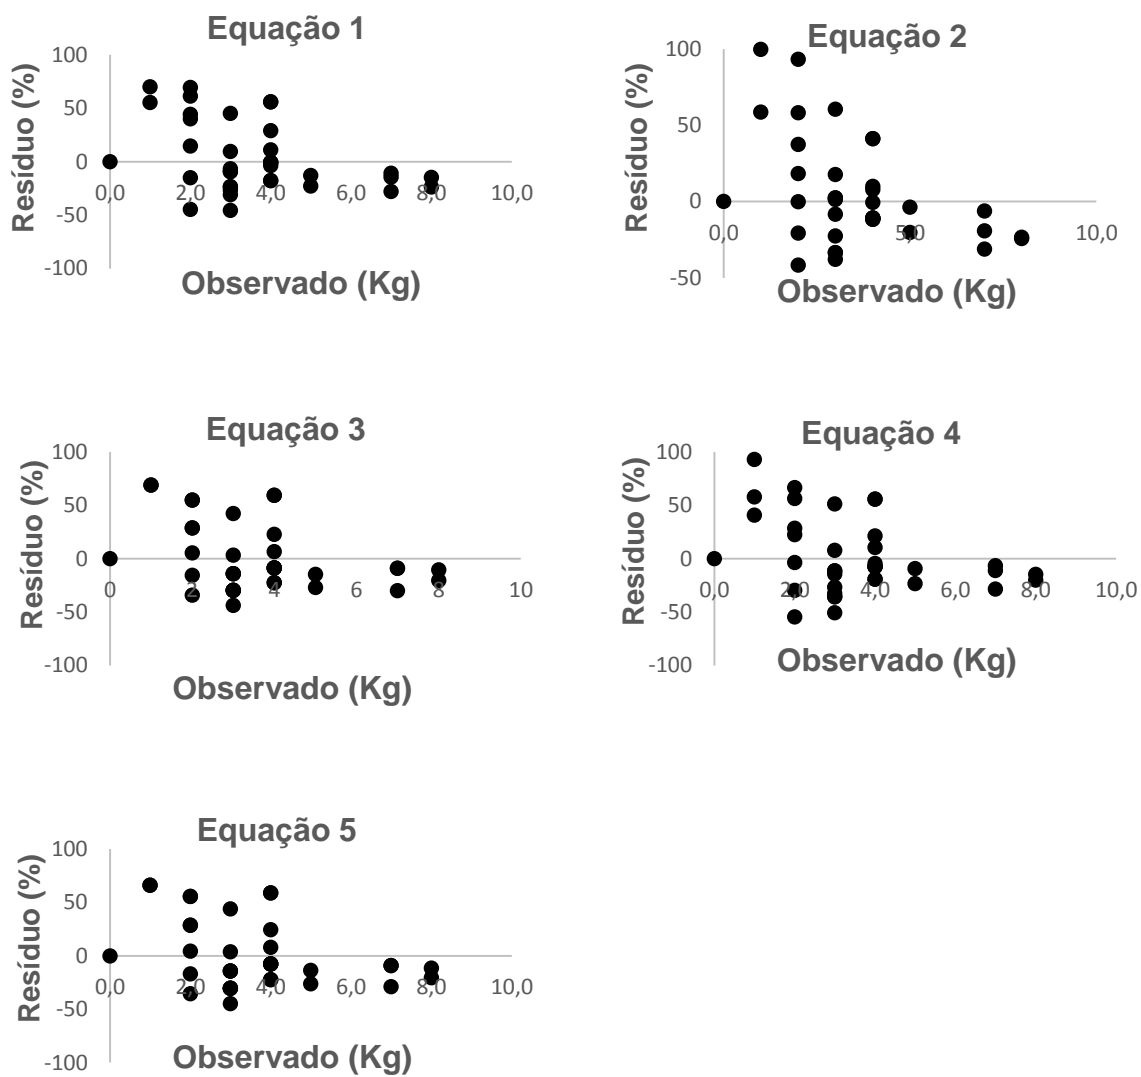 Equação 1
Resíduo (%)
100
50
0
-50
-100
0,0 2,0 4,0 6,0 8,0 10,0
Observado (Kg)
Equação 2
Resíduo (%)
100
50
0
-50
0,0 5,0 10,0
Observado (Kg)
Equação 3
Resíduo (%)
100
50
0
-50
-100
0 2 4 6 8 10
Observado (Kg)
Equação 4
Resíduo (%)
100
50
0
-50
-100
0,0 2,0 4,0 6,0 8,0 10,0
Observado (Kg)
Equação 5
Resíduo (%)
100
50
0
-50
-100
0,0 2,0 4,0 6,0 8,0 10,0
Observado (Kg)